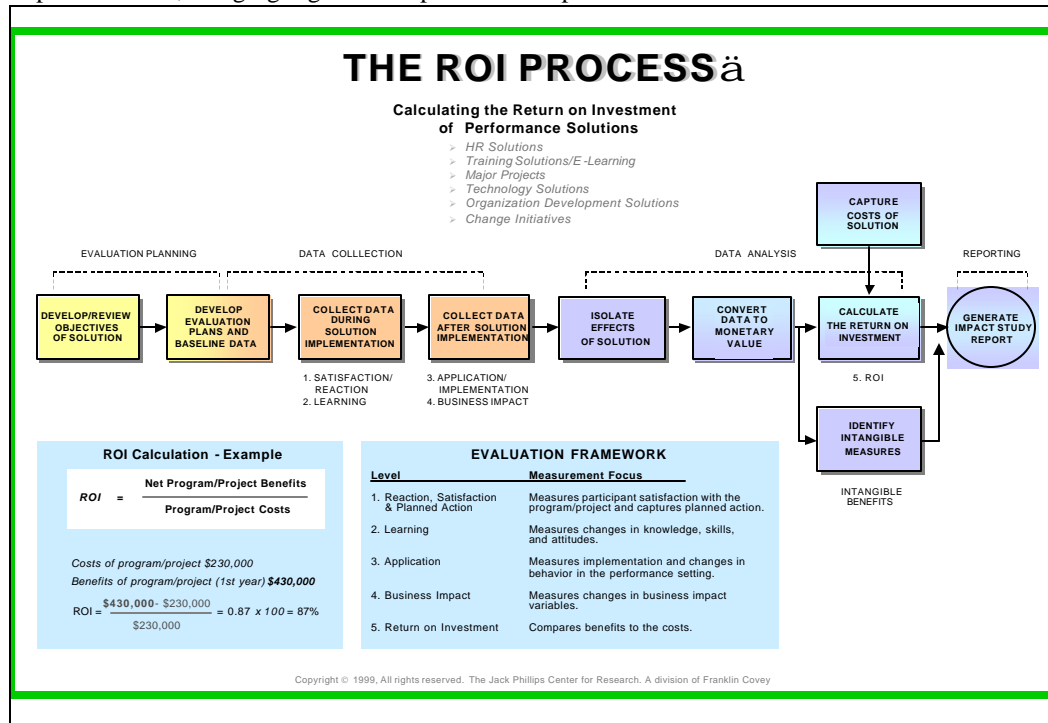 THE ROI PROCESSä
Calculating the Return on Investment
of Performance Solutions
➢ HR Solutions
➢ Training Solutions/E-Learning
➢ Major Projects
➢ Technology Solutions
➢ Organization Development Solutions
➢ Change Initiatives
CAPTURE
COSTS OF
SOLUTION
EVALUATION PLANNING
DATA COLLLECTION
DATA ANALYSIS
REPORTING
DEVELOP/REVIEW
OBJECTIVES
OF SOLUTION
DEVELOP
EVALUATION
PLANS AND
BASELINE DATA
COLLECT DATA
DURING
SOLUTION
IMPLEMENTATION
COLLECT DATA
AFTER SOLUTION
IMPLEMENTATION
ISOLATE
EFFECTS
OF SOLUTION
CONVERT
DATA TO
MONETARY
VALUE
CALCULATE
THE RETURN ON
INVESTMENT
GENERATE
IMPACT STUDY
REPORT
1. SATISFACTION/
REACTION
2. LEARNING
3. APPLICATION/
IMPLEMENTATION
4. BUSINESS IMPACT
5. ROI
IDENTIFY
INTANGIBLE
MEASURES
INTANGIBLE
BENEFITS
ROI Calculation - Example
ROI = Net Program/Project Benefits
Program/Project Costs
Costs of program/project $230,000
Benefits of program/project (1st year) $430,000
ROI = $430,000- $230,000 = 0.87 x 100 = 87%
$230,000
EVALUATION FRAMEWORK
Level Measurement Focus
1. Reaction, Satisfaction Measures participant satisfaction with the
& Planned Action program/project and captures planned action.
2. Learning Measures changes in knowledge, skills,
and attitudes.
3. Application Measures implementation and changes in
behavior in the performance setting.
4. Business Impact Measures changes in business impact
variables.
5. Return on Investment Compares benefits to the costs.
Copyright © 1999, All rights reserved. The Jack Phillips Center for Research. A division of Franklin Covey